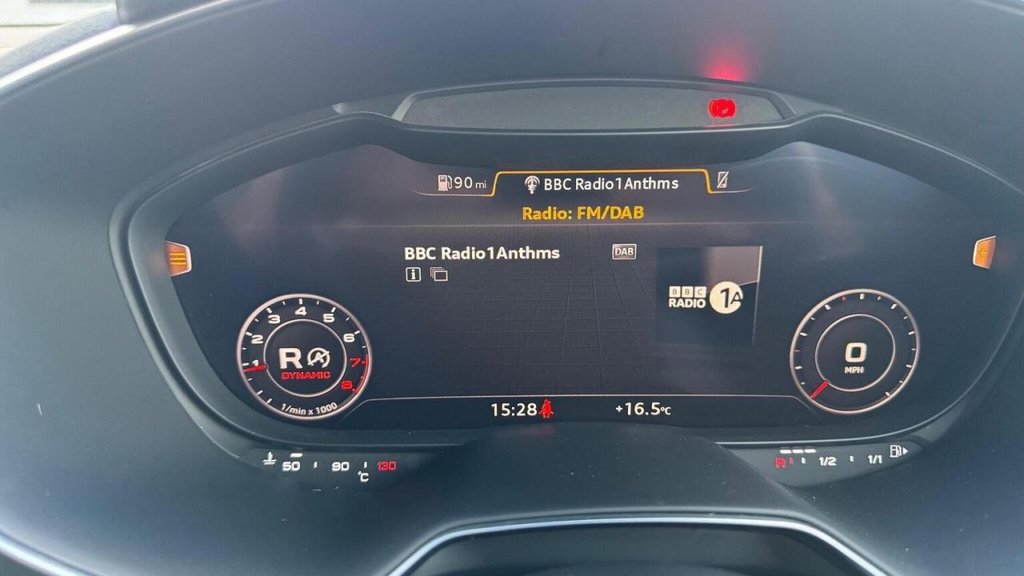 90 mi
BBC Radio1Anthms
Radio: FM/DAB
BBC Radio1Anthms
DAB
i
BBC
RADIO 1A
1 2 3 4 5 6 7 8
R A
DYNAMIC
1/min x 1000
0
MPH
15:28
+16.5°C
50 90 130
°C
R 1/2 1/1